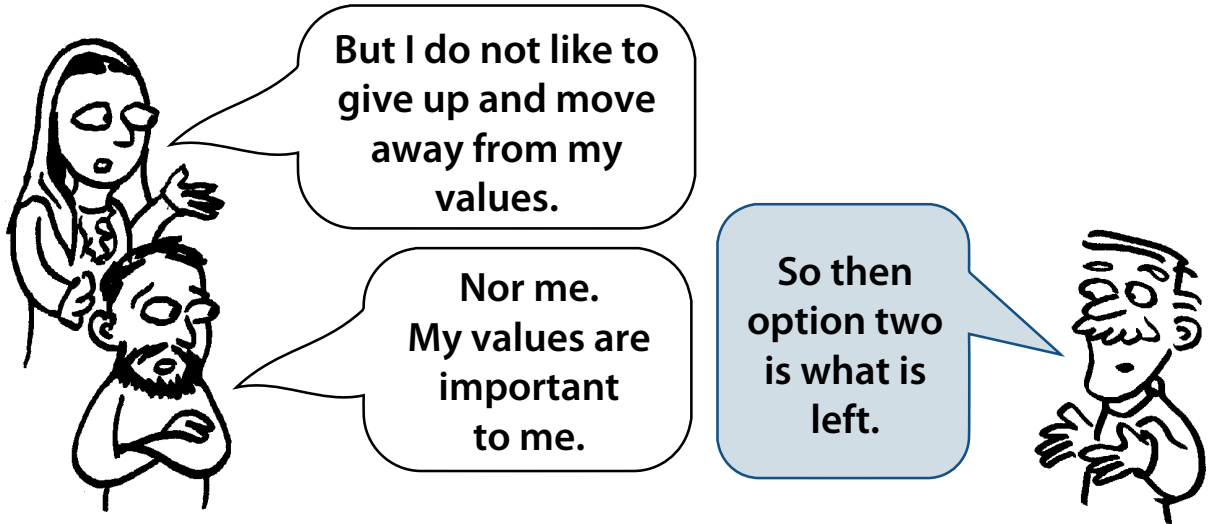 But I do not like to
give up and move
away from my
values.
Nor me.
My values are
important
to me.
So then
option two
is what is
left.